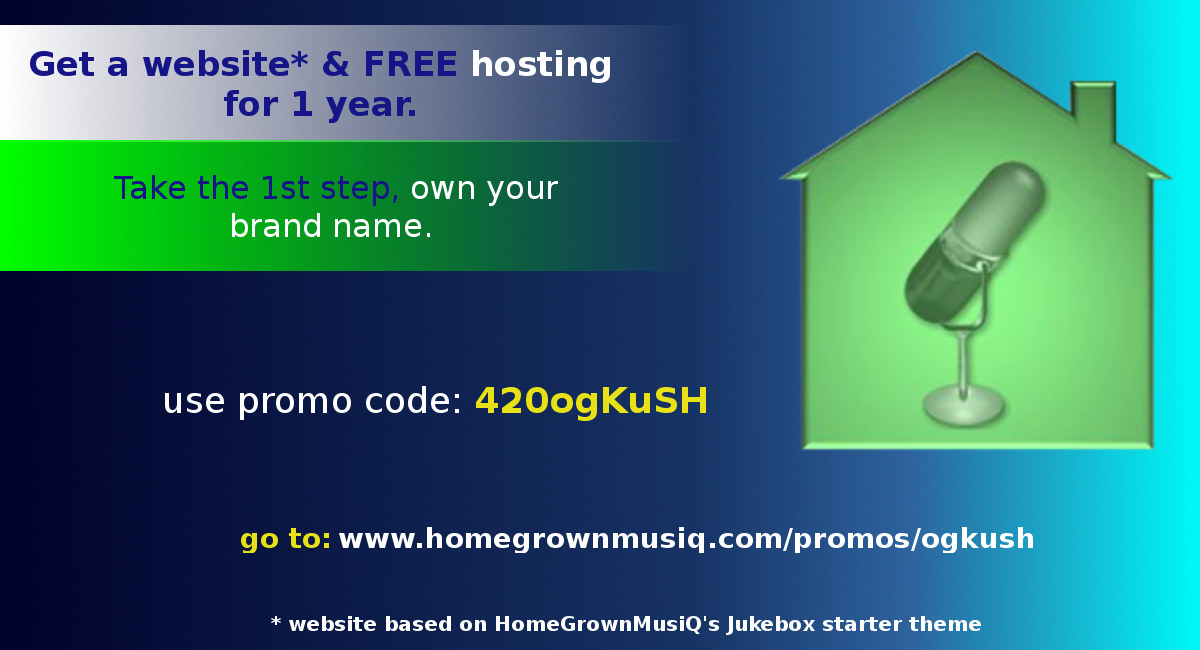 Get a website* & FREE hosting
for 1 year.
Take the 1st step, own your
brand name.
use promo code: 420ogKuSH
go to: www.homegrownmusiq.com/promos/ogkush
* website based on HomeGrownMusiQ's Jukebox starter theme